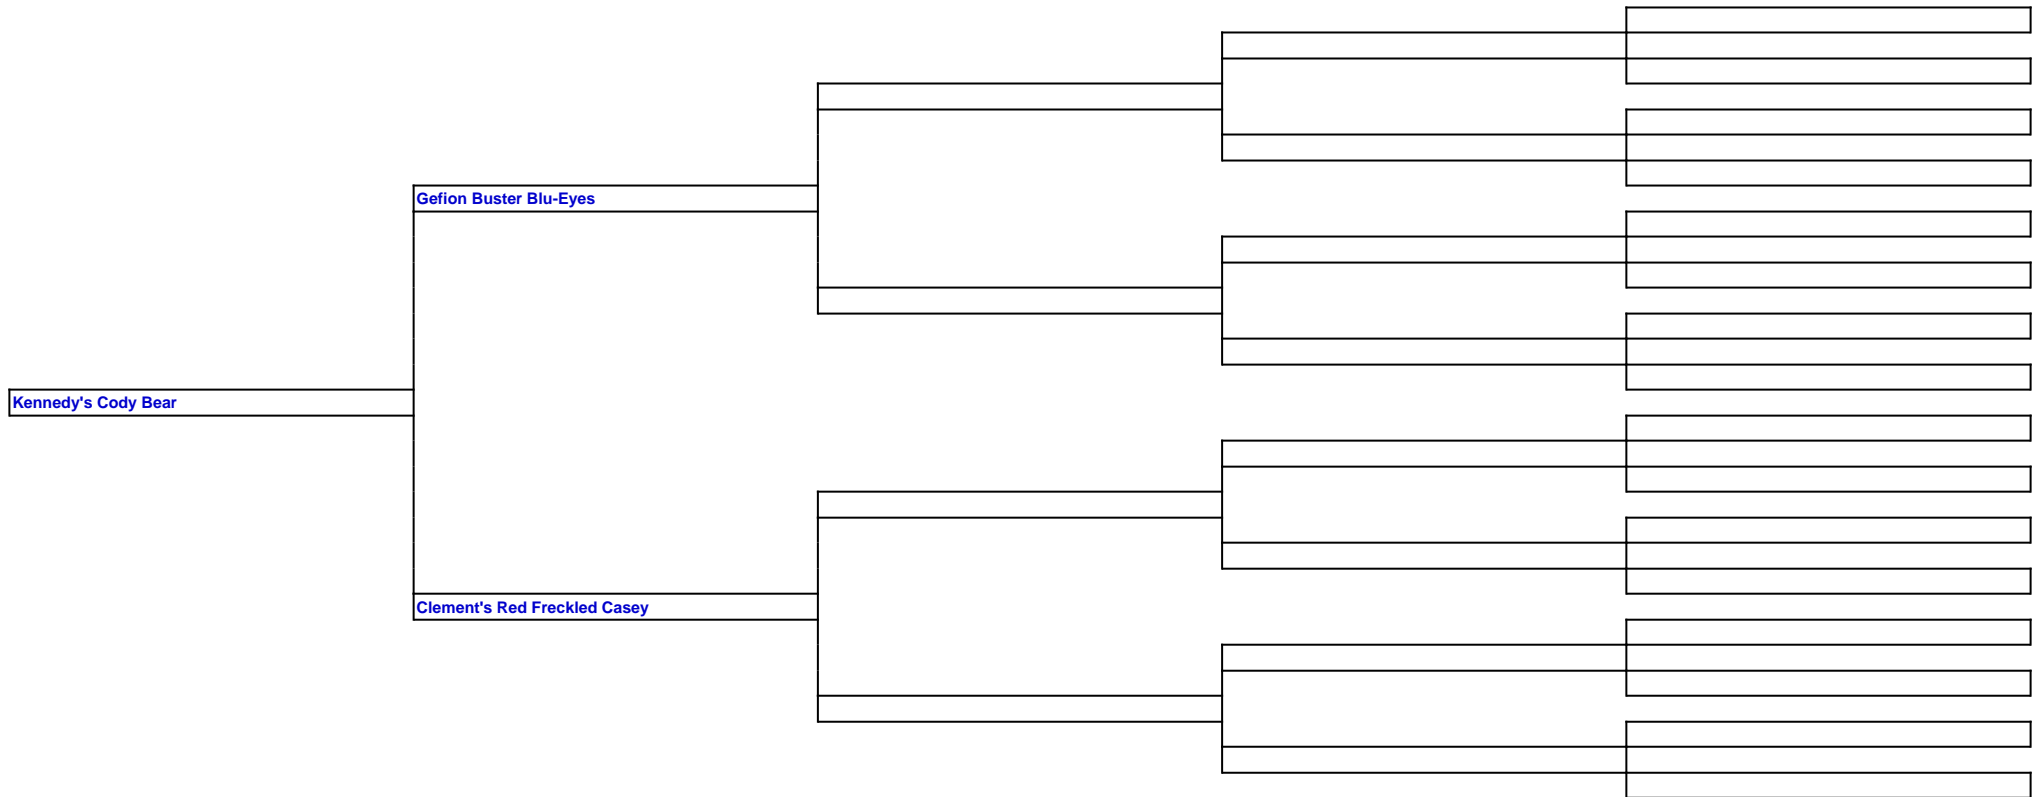 Gefion Buster Blu-Eyes
Kennedy's Cody Bear
Clement's Red Freckled Casey